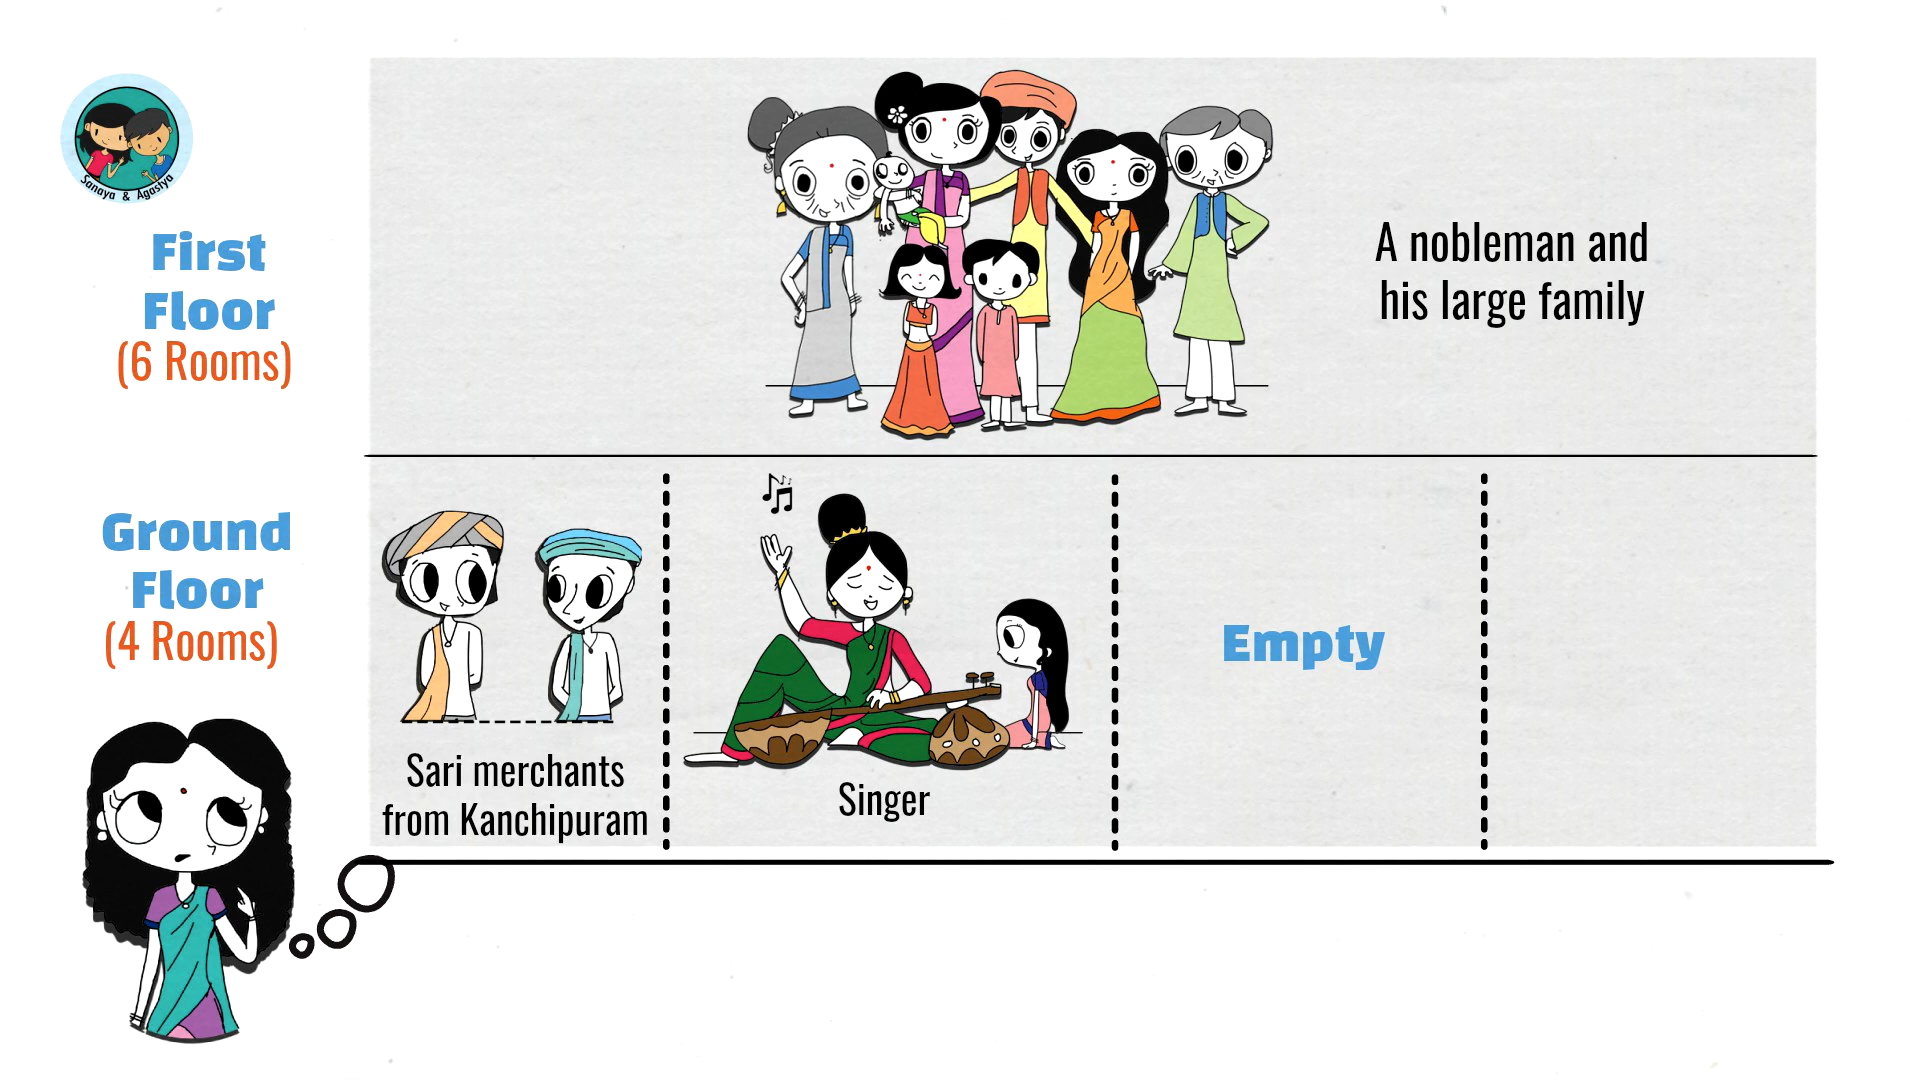 Sanaya & Agastya
First
Floor
(6 Rooms)
A nobleman and
his large family
Ground
Floor
(4 Rooms)
Sari merchants
from Kanchipuram
Singer
Empty